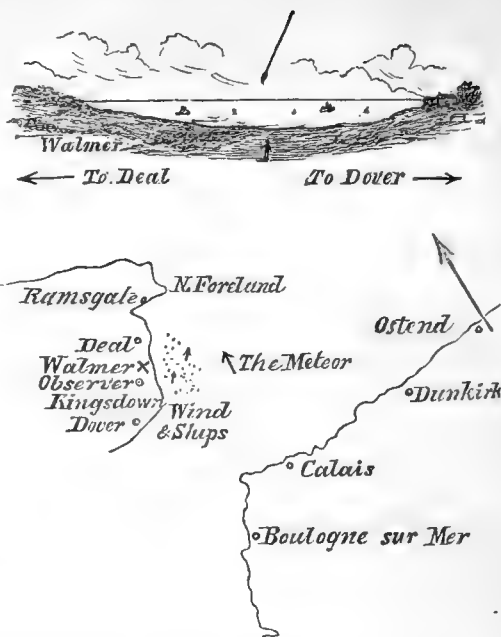 Walmer
To. Deal To Dover
N. Foreland
Ramsgate
Ostend
Deal
Walmer x The Meteor
Observer
Dunkirk
Kingsdown Wind
Dover & Ships
Calais
Boulogne sur Mer